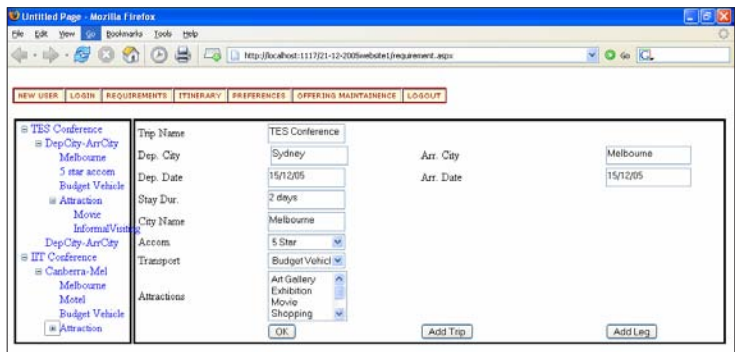 Untitled Page - Mozilla Firefox
File Edit View Go Bookmarks Tools Help
http://localhost:1117/21-12-2005website1/requirement.aspx
Go
NEW USER LOGIN REQUIREMENTS ITINERARY PREFERENCES OFFERING MAINTAINENCE LOGOUT
TES Conference
DepCity-ArrCity
Melbourne
5 star accom
Budget Vehicle
Attraction
Movie
InformalVisiting
DepCity-ArrCity
IIT Conference
Canberra-Mel
Melbourne
Motel
Budget Vehicle
Attraction
Trip Name TES Conference
Dep. City Sydney Arr. City Melbourne
Dep. Date 15/12/05 Arr. Date 15/12/05
Stay Dur. 2 days
City Name Melbourne
Accom 5 Star
Transport Budget Vehicl
Attractions
Art Gallery
Exhibition
Movie
Shopping
OK Add Trip Add Leg